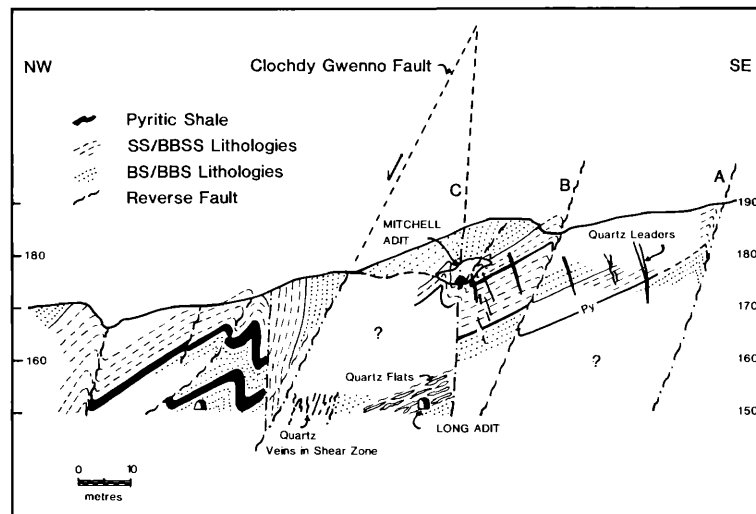 NW
Clochdy Gwenno Fault
SE
Pyritic Shale
SS/BBSS Lithologies
BS/BBS Lithologies
Reverse Fault
C
B
A
MITCHELL
ADIT
Quartz Leaders
190
180
180
170
170
160
160
150
150
Py
?
?
Quartz Flats
Quartz
Veins in Shear Zone
LONG ADIT
0 10
metres